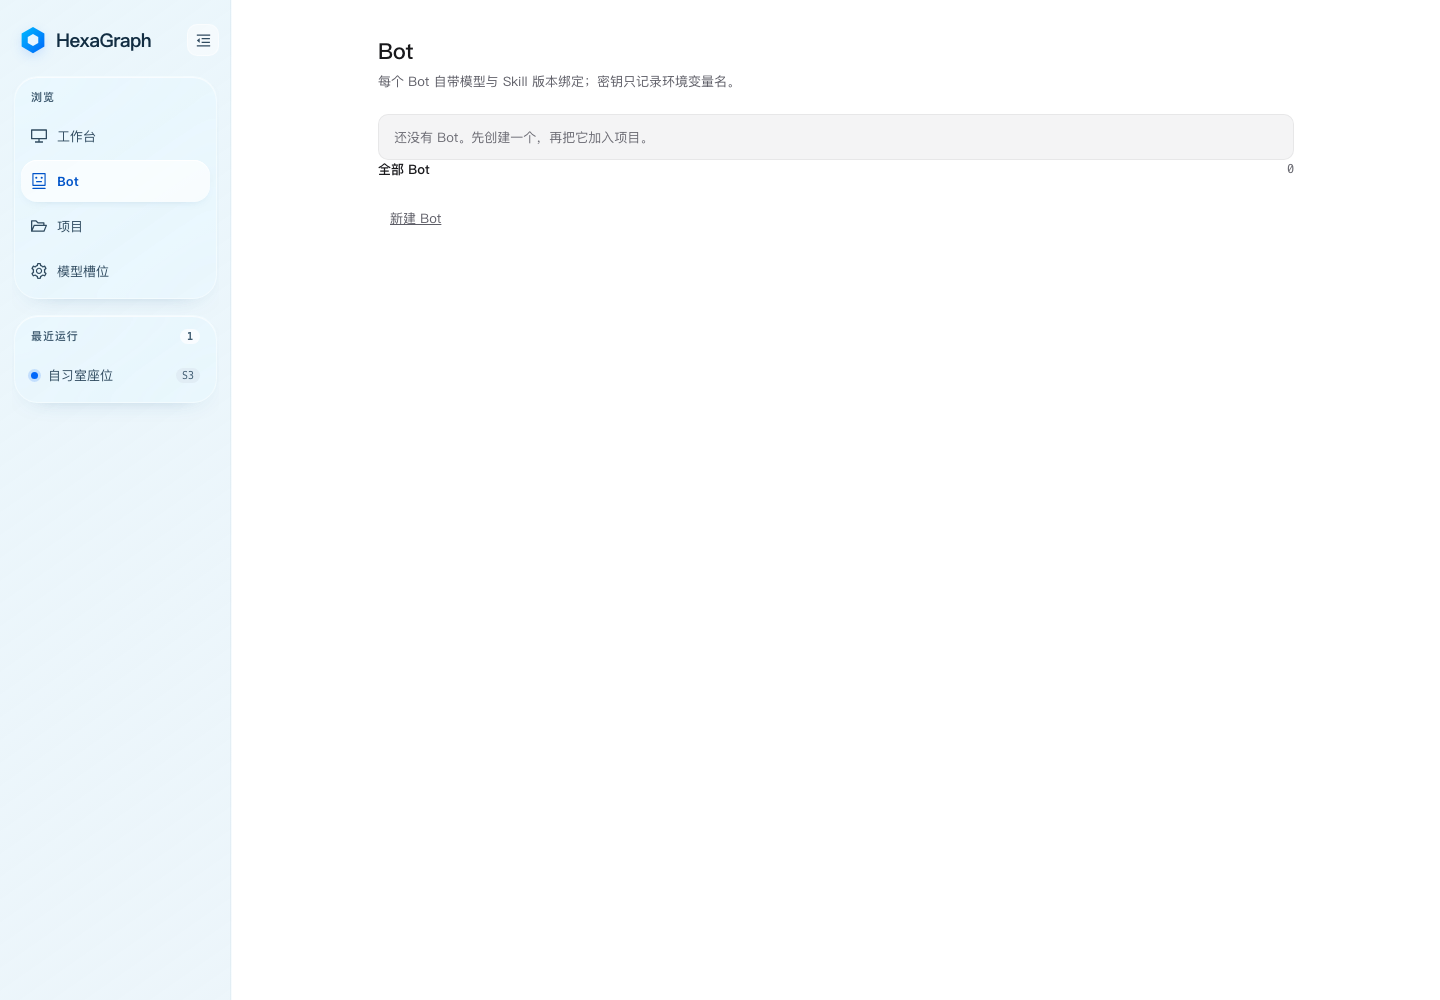 HexaGraph
浏览
工作台
Bot
项目
模型槽位
最近运行 1
自习室座位 S3
Bot
每个 Bot 自带模型与 Skill 版本绑定；密钥只记录环境变量名。
还没有 Bot。先创建一个，再把它加入项目。
全部 Bot 0
新建 Bot